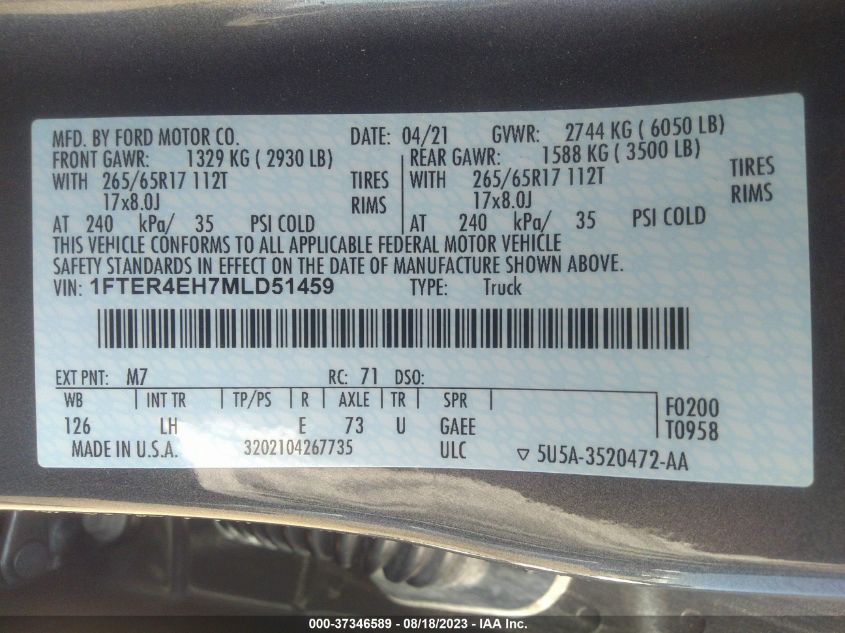 MFD. BY FORD MOTOR CO. DATE: 04/21 GVWR: 2744 KG ( 6050 LB)
FRONT GAWR: 1329 KG ( 2930 LB) REAR GAWR: 1588 KG ( 3500 LB)
WITH 265/65R17 112T TIRES WITH 265/65R17 112T TIRES
17x8.0J RIMS 17x8.0J RIMS
AT 240 kPa/ 35 PSI COLD AT 240 kPa/ 35 PSI COLD
THIS VEHICLE CONFORMS TO ALL APPLICABLE FEDERAL MOTOR VEHICLE
SAFETY STANDARDS IN EFFECT ON THE DATE OF MANUFACTURE SHOWN ABOVE.
VIN: 1FTER4EH7MLD51459 TYPE: Truck
EXT PNT: M7 RC: 71 DSO:
WB INT TR TP/PS R AXLE TR SPR
126 LH E 73 U GAEE
F0200
T0958
MADE IN U.S.A. 3202104267735 ULC ▽ 5U5A-3520472-AA
000-37346589 - 08/18/2023 - IAA Inc.